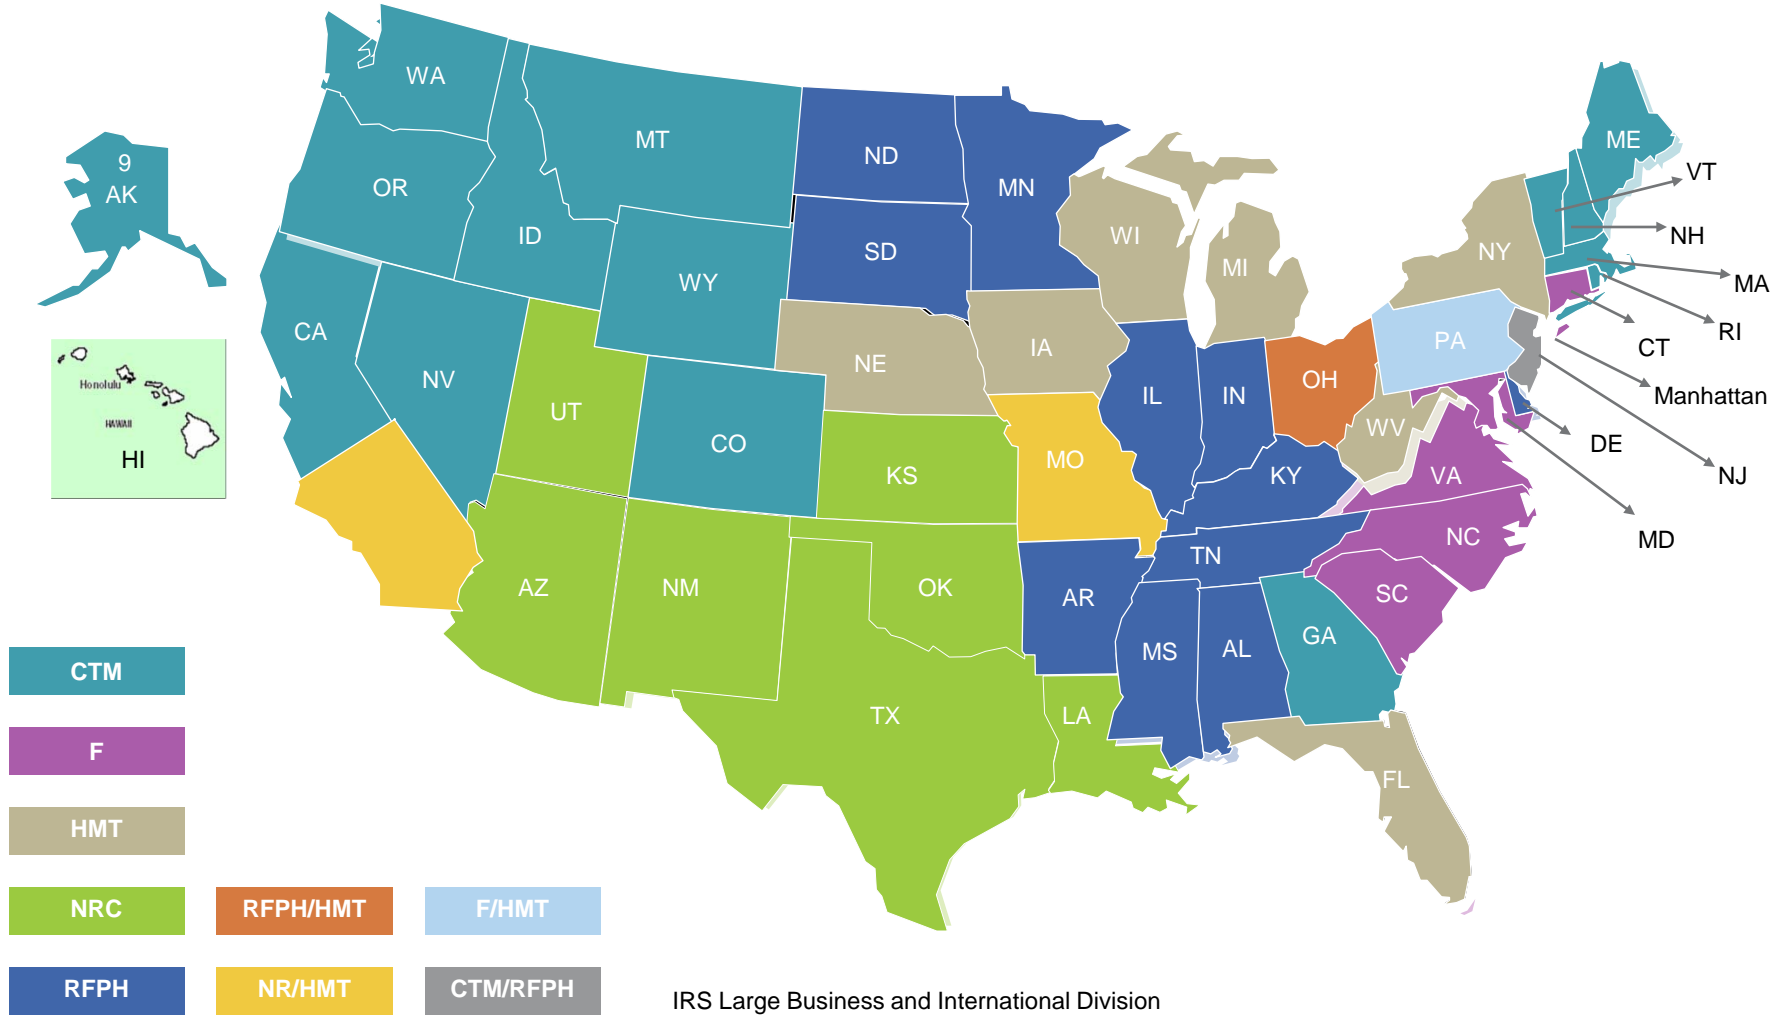 WA
MT
ND
MN
9
AK
OR
ID
SD
WI
MI
NY
ME
VT
NH
MA
RI
CT
Manhattan
DE
NJ
MD
WY
CA
NV
NE
IA
PA
OH
IL
IN
UT
CO
KS
MO
WV
KY
VA
Honolulu
HAWAII
HI
AZ
NM
OK
AR
TN
NC
SC
MS
AL
GA
TX
LA
FL
CTM
F
HMT
NRC
RFPH/HMT
F/HMT
RFPH
NR/HMT
CTM/RFPH
IRS Large Business and International Division